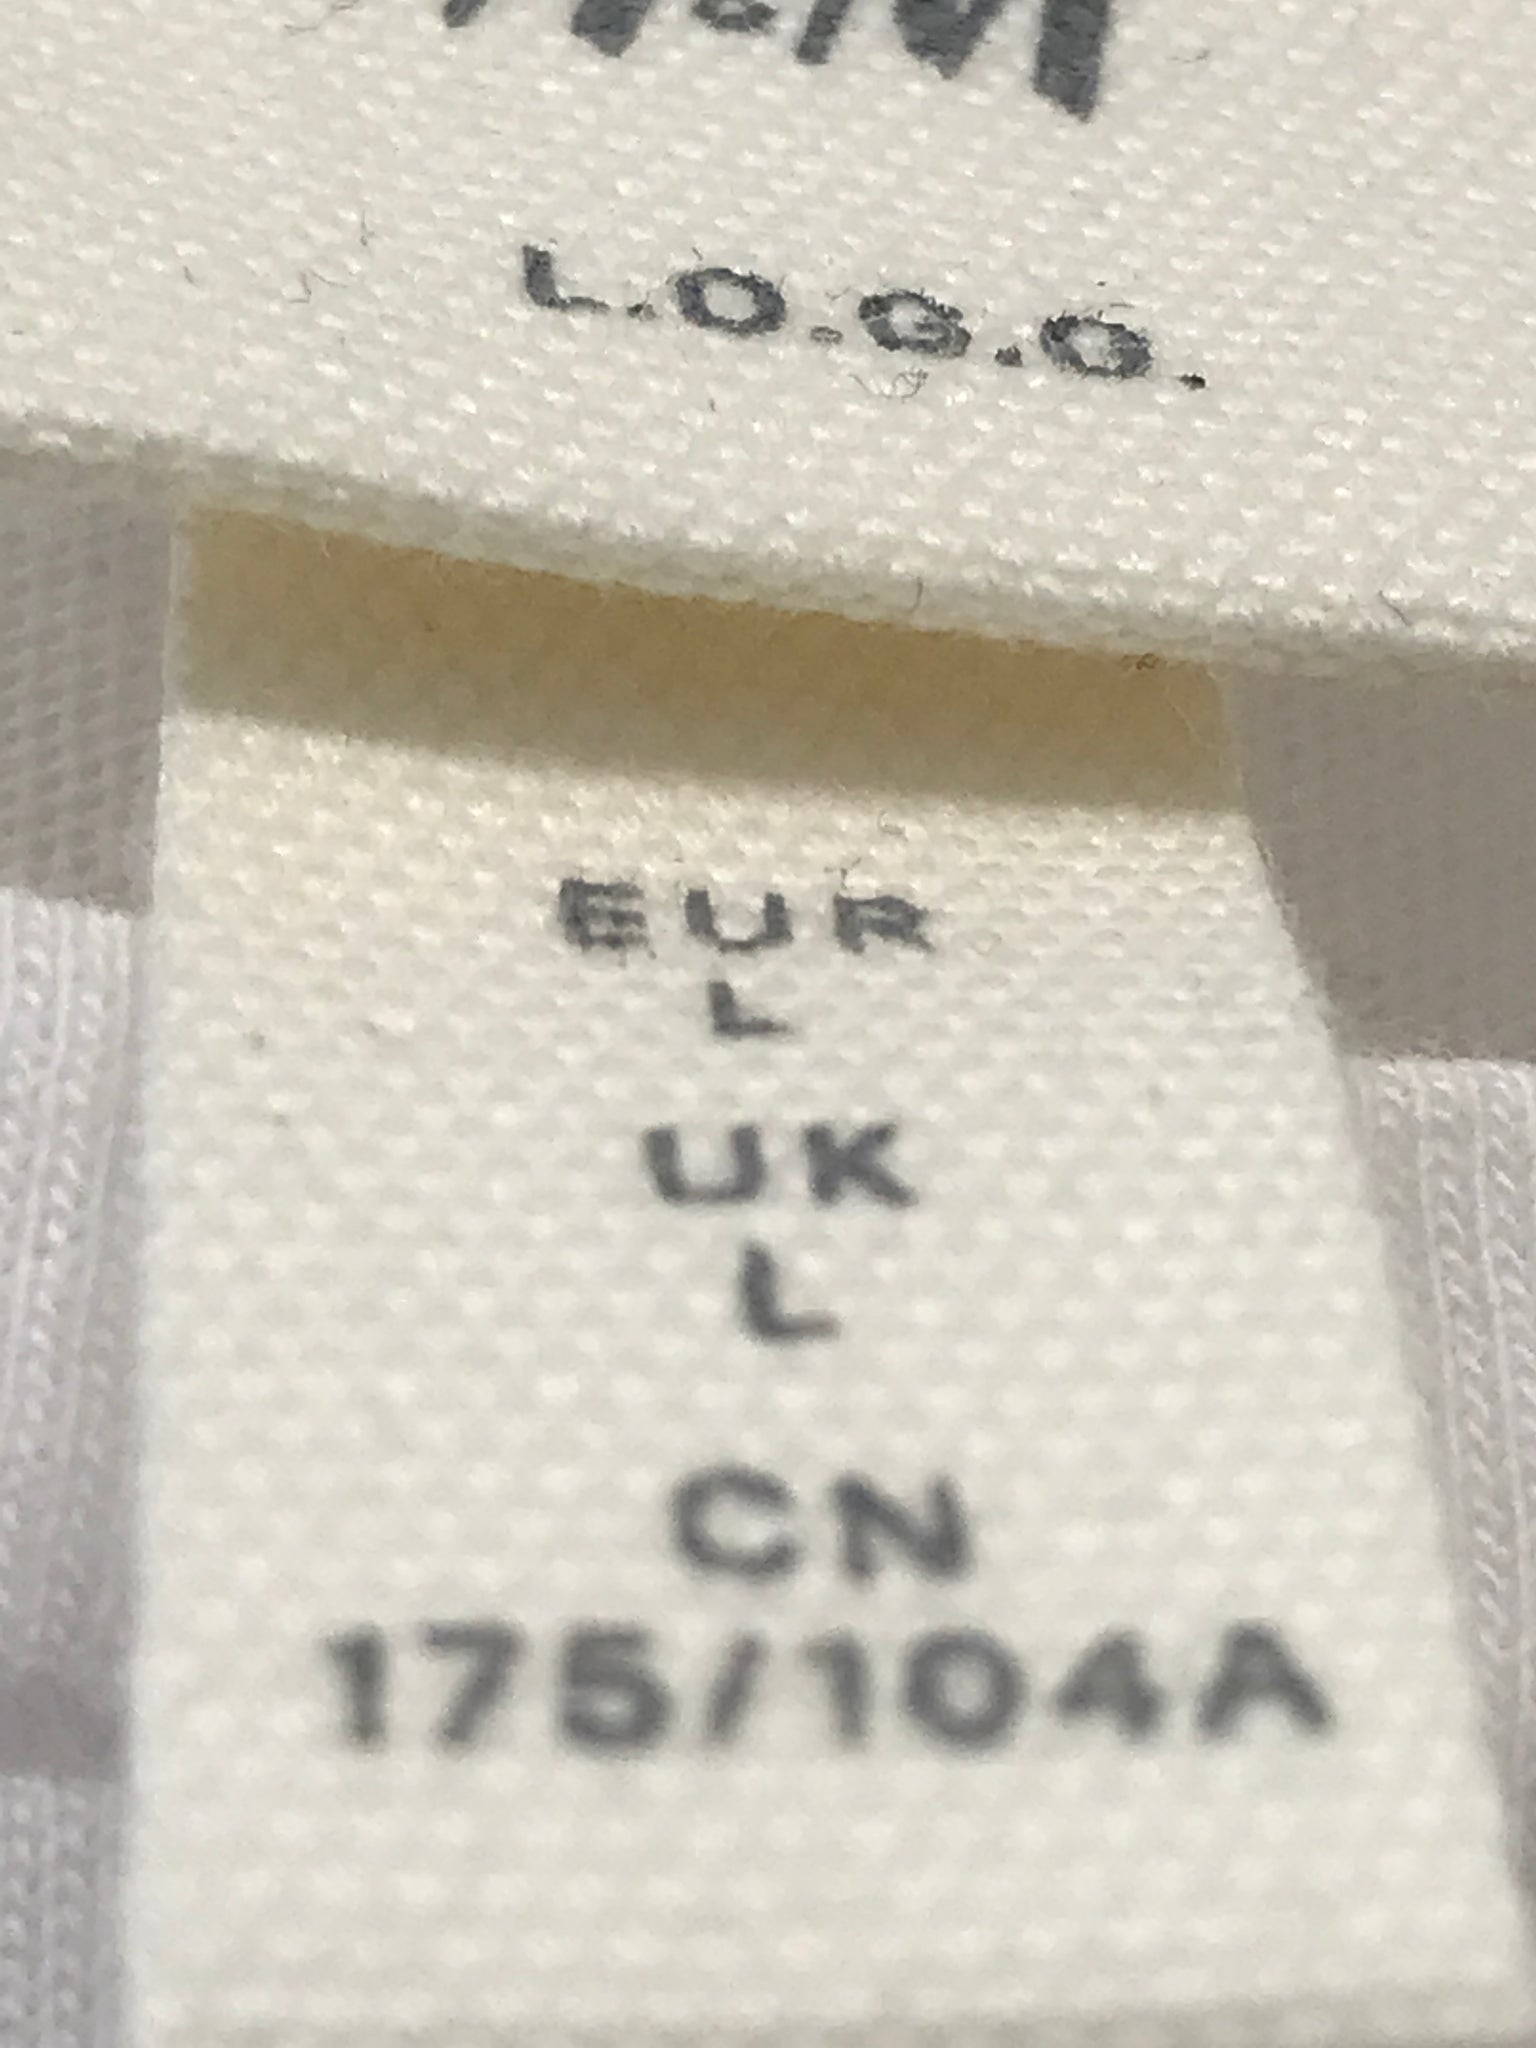 H&M
L.O.G.G.
EUR
L
UK
L
CN
175/104A